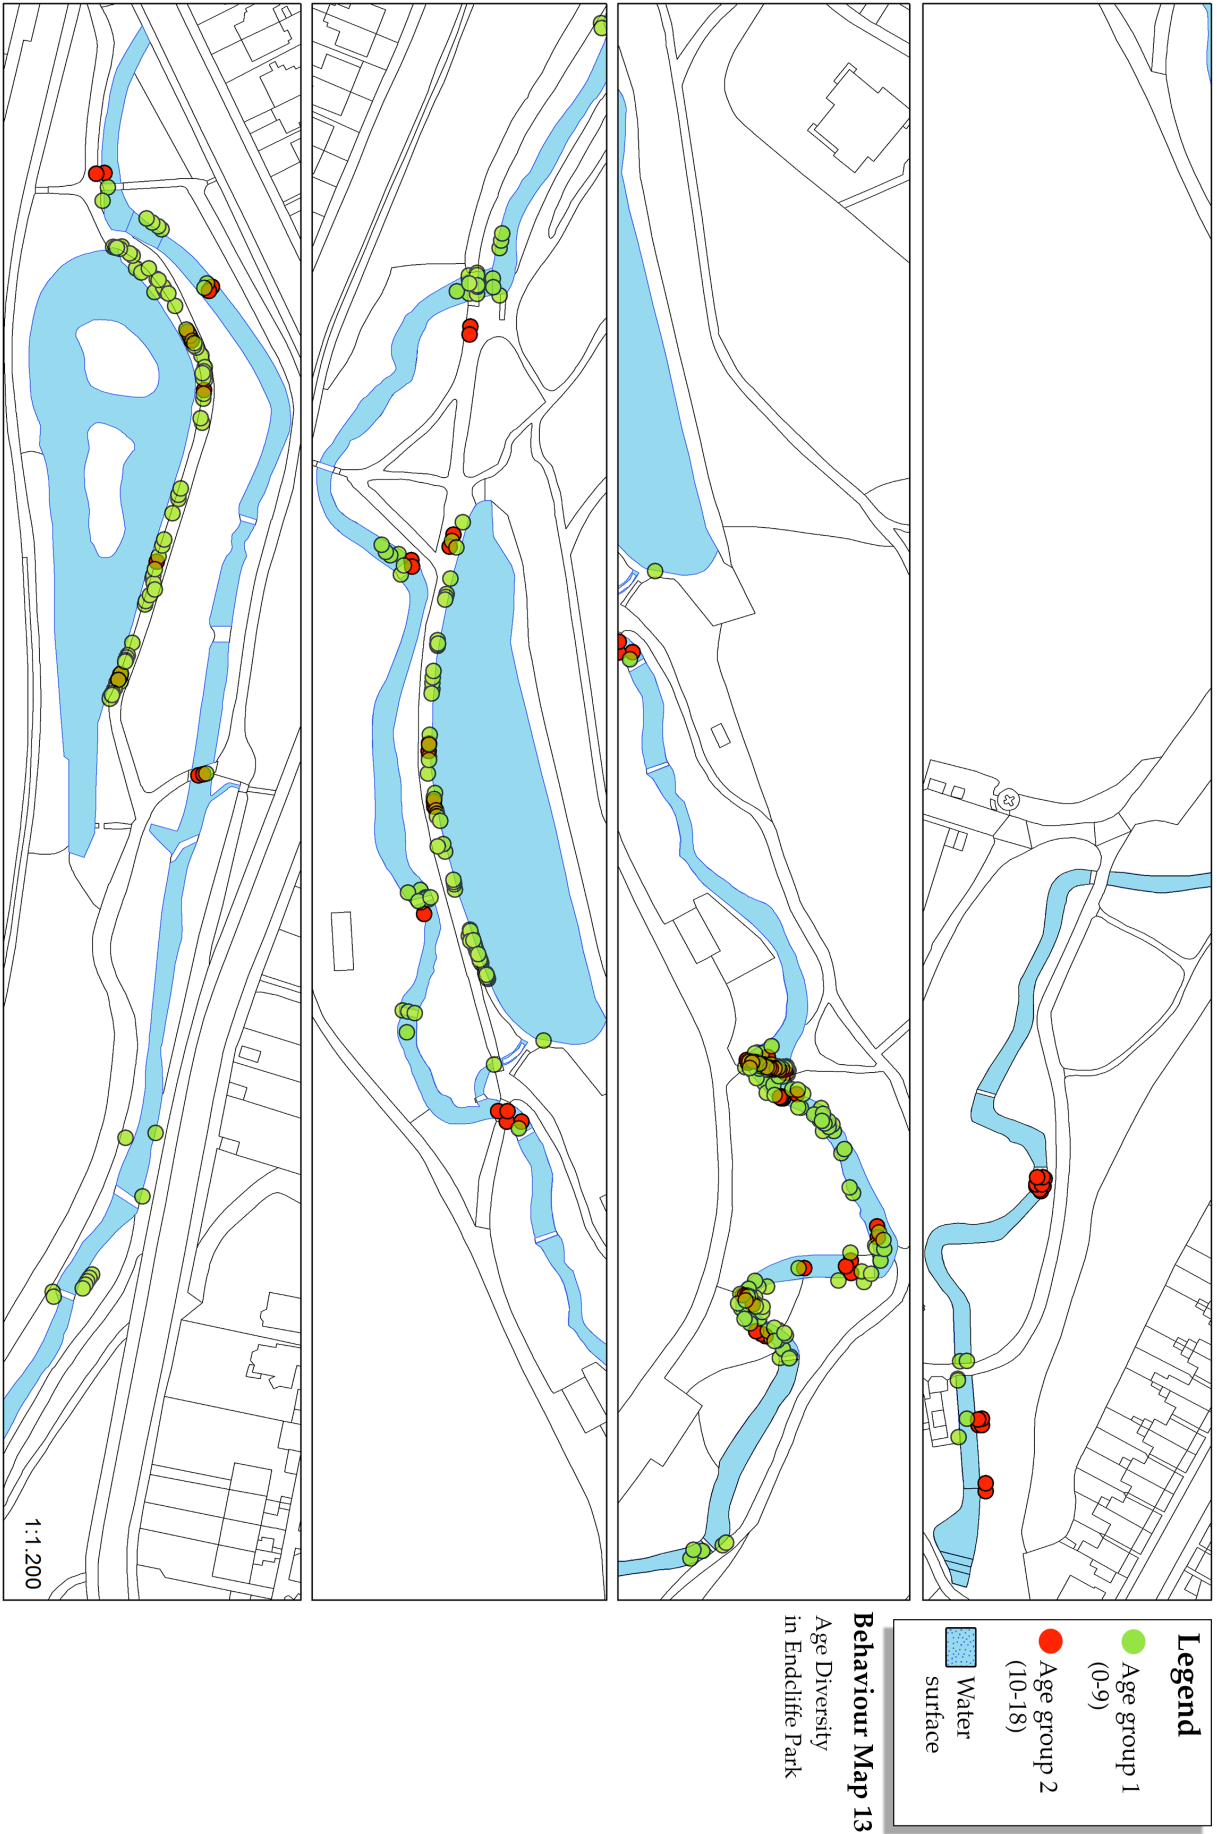 Legend
Age group 1
(0-9)
Age group 2
(10-18)
Water
surface
Behaviour Map 13
Age Diversity
in Endcliffe Park
1:1.200